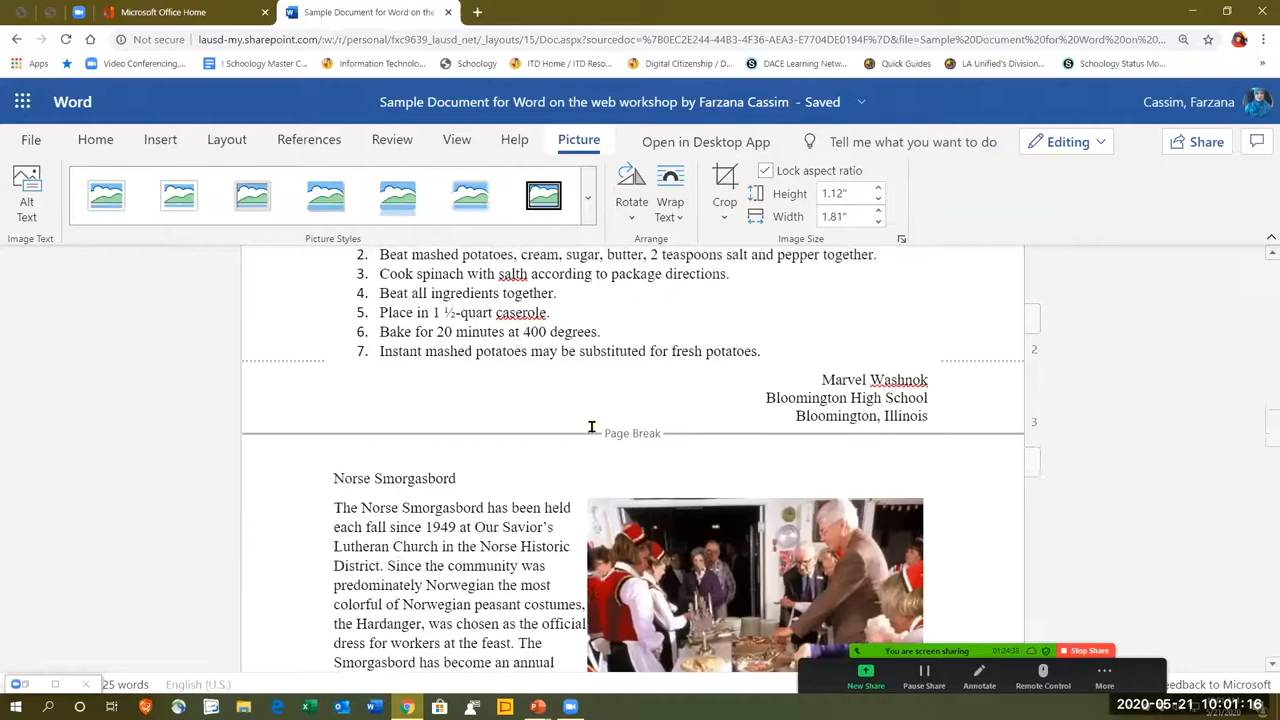 Microsoft Office Home
Sample Document for Word on the
Not secure
lausd-my.sharepoint.com/:w:/r/personal/fxc9639_lausd_net/_layouts/15/Doc.aspx?sourcedoc=%7B0EC2E244-44B3-4F36-AEA3-E7704DE0194F%7D&file=Sample%20Document%20for%20Word%20on%20...
Apps
Video Conferencing,...
! Schoology Master C...
Information Technolo...
Schoology
ITD Home / ITD Reso...
Digital Citizenship / D...
DACE Learning Netw...
Quick Guides
LA Unified's Division...
Schoology Status Mo...
Word
Sample Document for Word on the web workshop by Farzana Cassim - Saved
Cassim, Farzana
File Home Insert Layout References Review View Help Picture Open in Desktop App Tell me what you want to do Editing Share
Alt Text
Rotate
Wrap Text
Crop
Lock aspect ratio
Height 1.12"
Width 1.81"
Image Text
Picture Styles
Arrange
Image Size
2. Beat mashed potatoes, cream, sugar, butter, 2 teaspoons salt and pepper together.
3. Cook spinach with salth according to package directions.
4. Beat all ingredients together.
5. Place in 1 ½-quart caserole.
6. Bake for 20 minutes at 400 degrees.
7. Instant mashed potatoes may be substituted for fresh potatoes.
2
Marvel Washnok
Bloomington High School
Bloomington, Illinois
3
Page Break
Norse Smorgasbord
The Norse Smorgasbord has been held
each fall since 1949 at Our Savior's
Lutheran Church in the Norse Historic
District. Since the community was
predominately Norwegian the most
colorful of Norwegian peasant costumes,
the Hardanger, was chosen as the official
dress for workers at the feast. The
Smorgasbord has become an annual
You are screen sharing
01:24:35
Stop Share
New Share
Pause Share
Annotate
Remote Control
More
25 words
English (U.S.)
eedback to Microsoft
2020-05-21 10:01:16